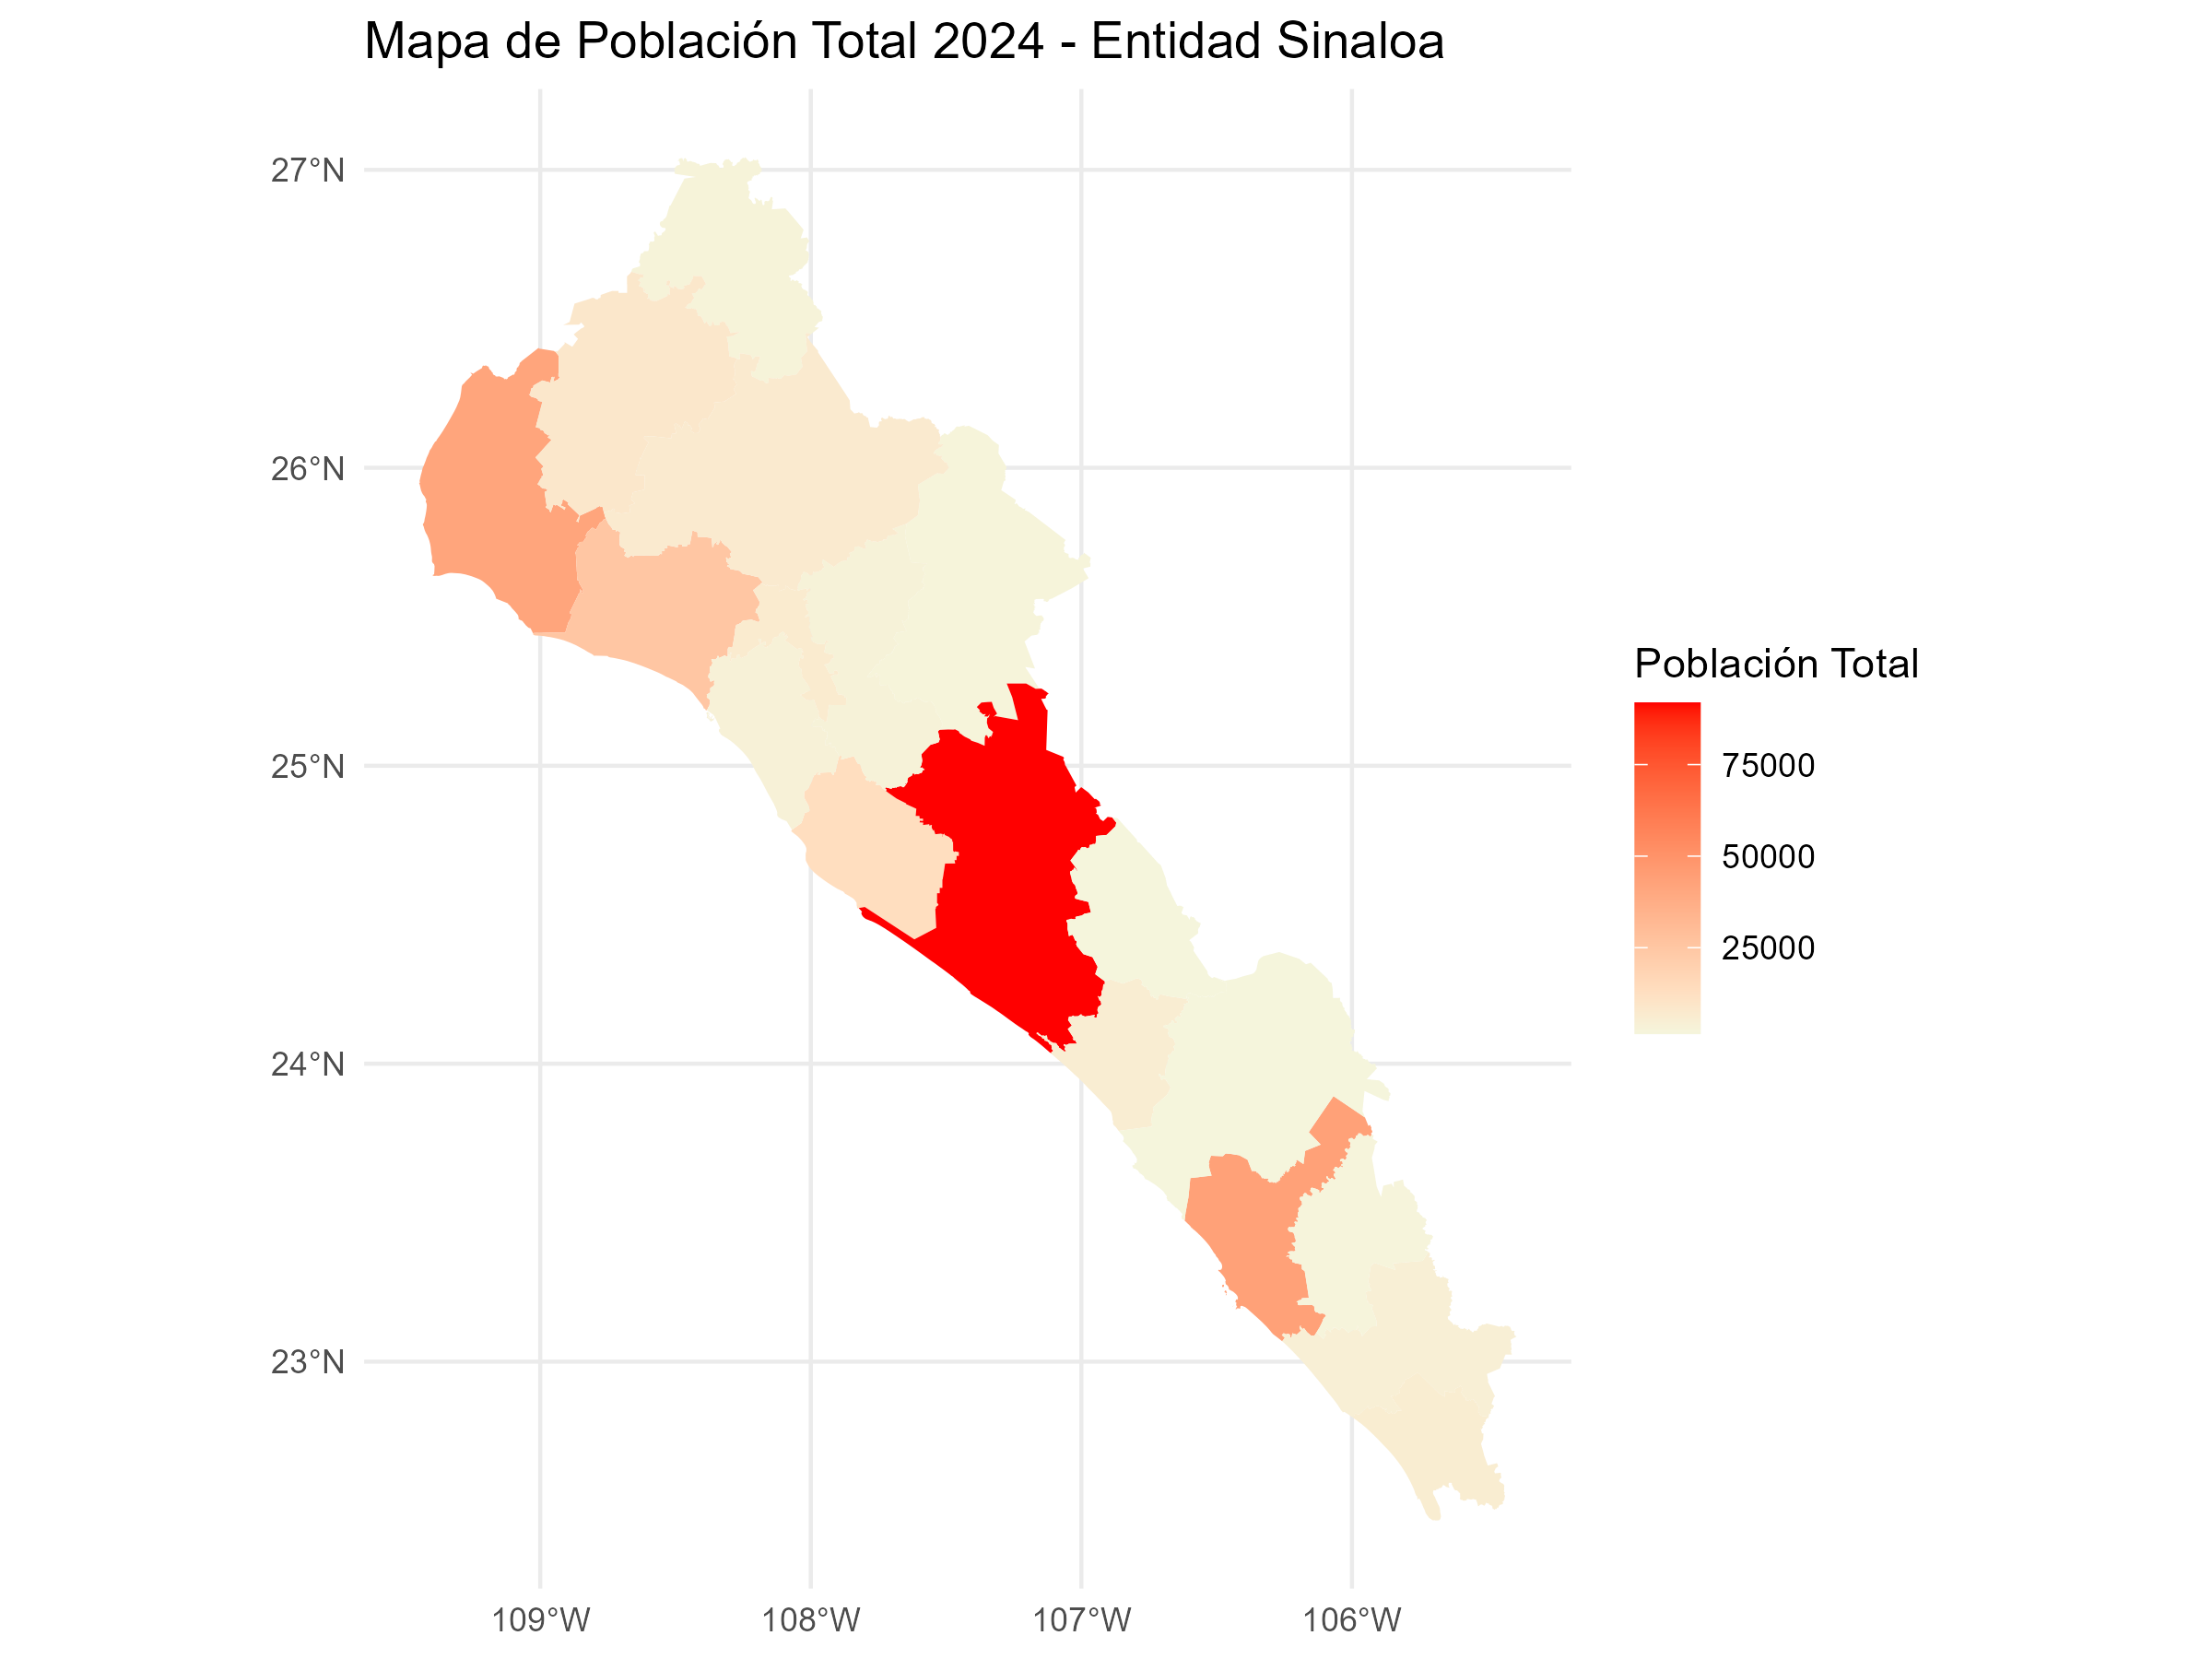 Mapa de Población Total 2024 - Entidad Sinaloa
27°N
26°N
25°N
24°N
23°N
109°W
108°W
107°W
106°W
Población Total
75000
50000
25000